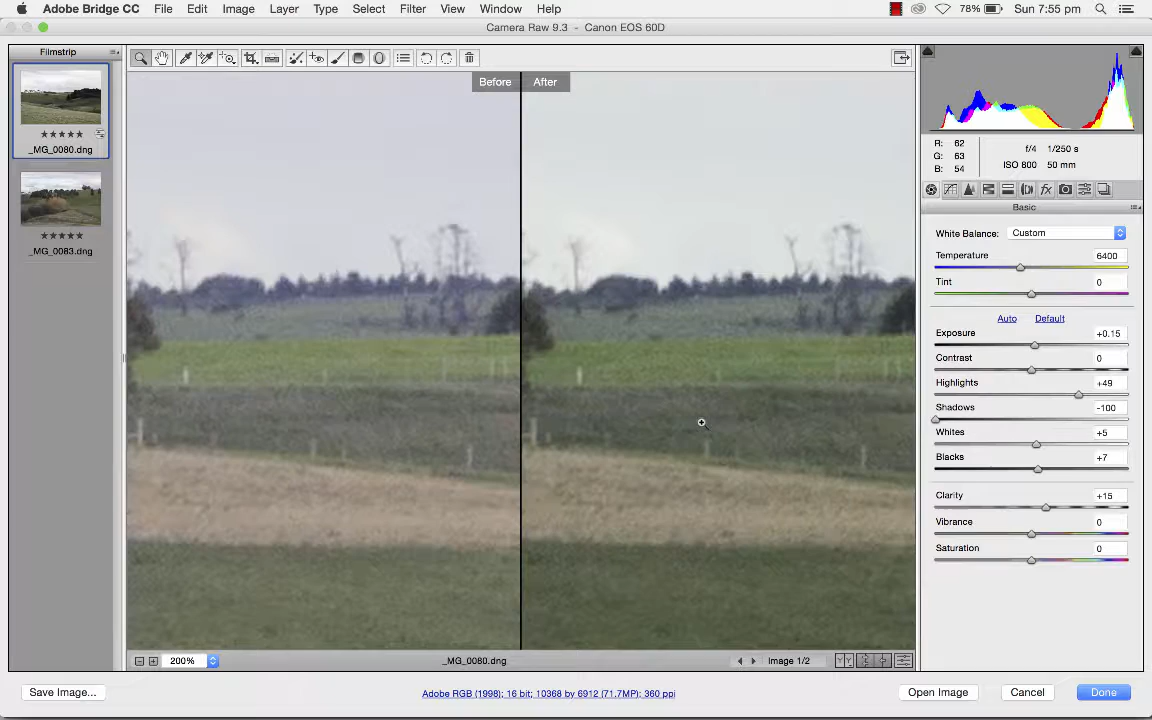 Adobe Bridge CC File Edit Image Layer Type Select Filter View Window Help 78% Sun 7:55 pm
Camera Raw 9.3 - Canon EOS 60D
Filmstrip
Before After
_MG_0080.dng
_MG_0083.dng
R: 62
G: 63
B: 54
f/4 1/250 s
ISO 800 50 mm
Basic
White Balance: Custom
Temperature 6400
Tint 0
Auto Default
Exposure +0.15
Contrast 0
Highlights +49
Shadows -100
Whites +5
Blacks +7
Clarity +15
Vibrance 0
Saturation 0
200% _MG_0080.dng Image 1/2 Y Y
Save Image... Adobe RGB (1998); 16 bit; 10368 by 6912 (71.7MP); 360 ppi Open Image Cancel Done